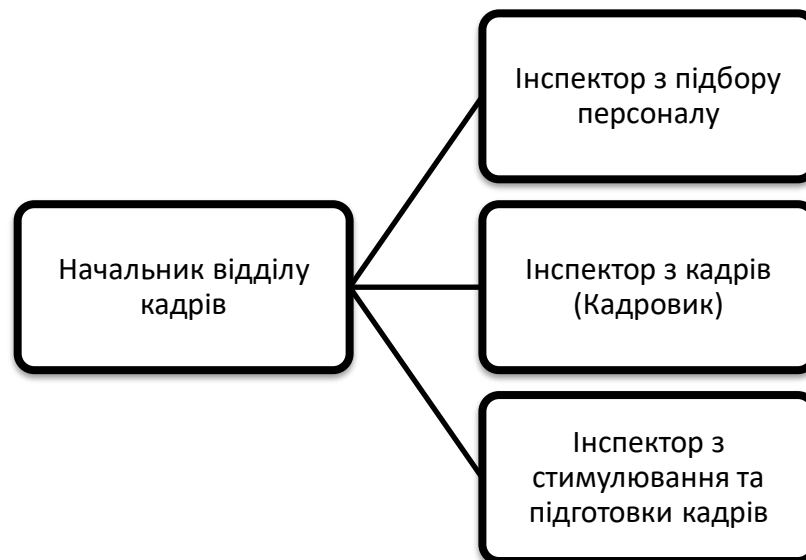 Інспектор з підбору
персоналу
Начальник відділу
кадрів
Інспектор з кадрів
(Кадровик)
Інспектор з
стимулювання та
підготовки кадрів